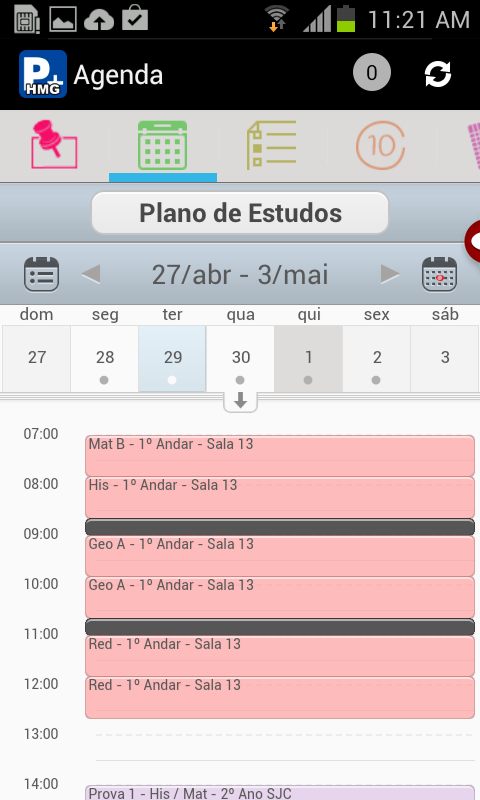 11:21 AM
P+
HMG
Agenda
0
10
Plano de Estudos
27/abr - 3/mai
dom seg ter qua qui sex sáb
27 28 29 30 1 2 3
07:00
Mat B - 1º Andar - Sala 13
08:00
His - 1º Andar - Sala 13
09:00
Geo A - 1º Andar - Sala 13
10:00
Geo A - 1º Andar - Sala 13
11:00
Red - 1º Andar - Sala 13
12:00
Red - 1º Andar - Sala 13
13:00
14:00
Prova 1 - His / Mat - 2º Ano SJC